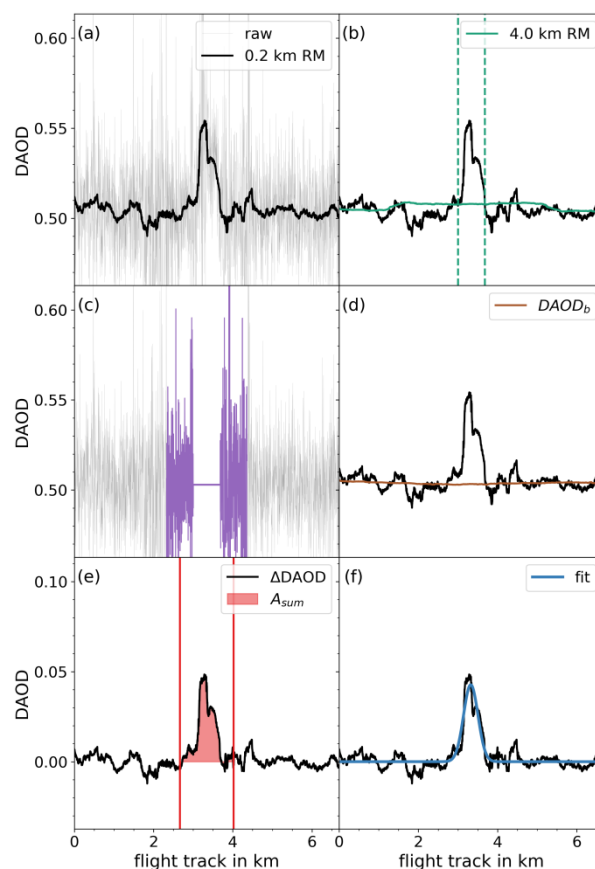 (a)
raw
0.2 km RM
0.60
0.55
0.50
DAOD
(b)
4.0 km RM
(c)
0.60
0.55
0.50
DAOD
(d)
DAOD_b
(e)
ΔDAOD
A_sum
0.10
0.05
0.00
DAOD
0 2 4 6
flight track in km
(f)
fit
0 2 4 6
flight track in km